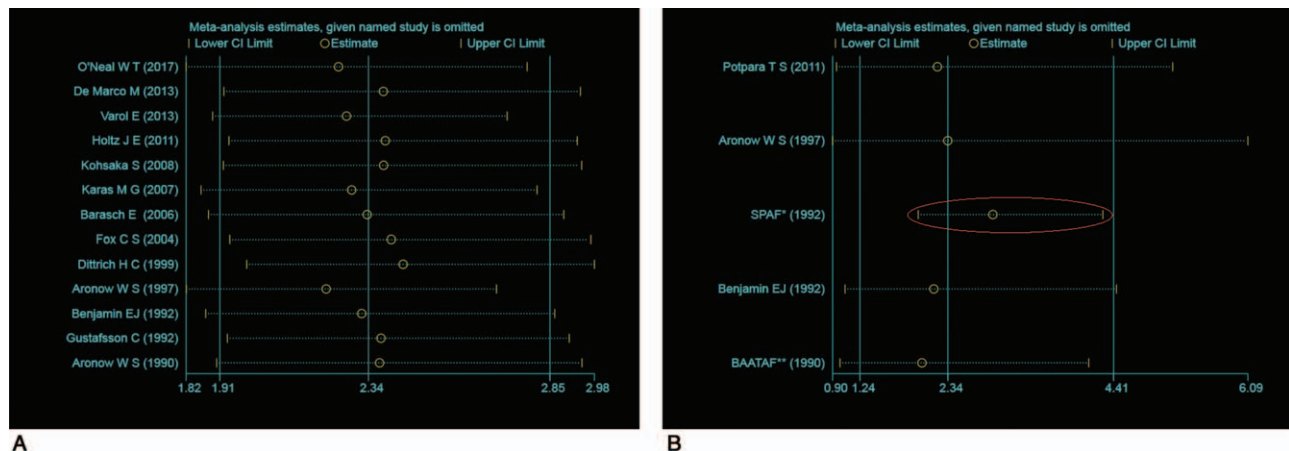 Meta-analysis estimates, given named study is omitted
| Lower CI Limit ○ Estimate | Upper CI Limit
O'Neal W T (2017)
De Marco M (2013)
Varol E (2013)
Holtz J E (2011)
Kohsaka S (2008)
Karas M G (2007)
Barasch E (2006)
Fox C S (2004)
Dittrich H C (1999)
Aronow W S (1997)
Benjamin EJ (1992)
Gustafsson C (1992)
Aronow W S (1990)
1.82 1.91 2.34 2.85 2.98
A
Meta-analysis estimates, given named study is omitted
| Lower CI Limit ○ Estimate | Upper CI Limit
Potpara T S (2011)
Aronow W S (1997)
SPAF* (1992)
Benjamin EJ (1992)
BAATAF** (1990)
0.90 1.24 2.34 4.41 6.09
B